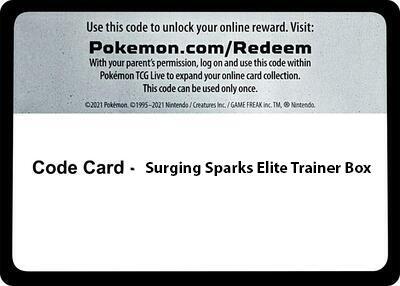 Use this code to unlock your online reward. Visit:
Pokemon.com/Redeem
With your parent's permission, log on and use this code within
Pokémon TCG Live to expand your online card collection.
This code can be used only once.
©2021 Pokémon. ©1995–2021 Nintendo / Creatures Inc. / GAME FREAK inc. TM, ® Nintendo.
Code Card - Surging Sparks Elite Trainer Box